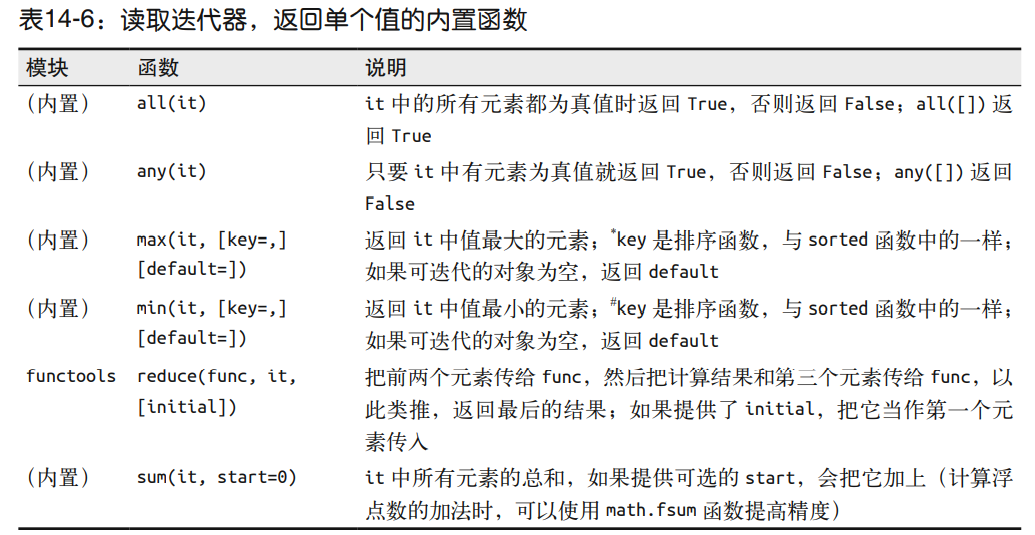 表14-6：读取迭代器，返回单个值的内置函数
模块 函数 说明
（内置） all(it) it 中的所有元素都为真值时返回 True，否则返回 False；all([]) 返
回 True
（内置） any(it) 只要 it 中有元素为真值就返回 True，否则返回 False；any([]) 返回
False
（内置） max(it, [key=,] 返回 it 中值最大的元素；*key 是排序函数，与 sorted 函数中的一样；
[default=]) 如果可迭代的对象为空，返回 default
（内置） min(it, [key=,] 返回 it 中值最小的元素；#key 是排序函数，与 sorted 函数中的一样；
[default=]) 如果可迭代的对象为空，返回 default
functools reduce(func, it, 把前两个元素传给 func，然后把计算结果和第三个元素传给 func，以
[initial]) 此类推，返回最后的结果；如果提供了 initial，把它当作第一个元
素传入
（内置） sum(it, start=0) it 中所有元素的总和，如果提供可选的 start，会把它加上（计算浮
点数的加法时，可以使用 math.fsum 函数提高精度）